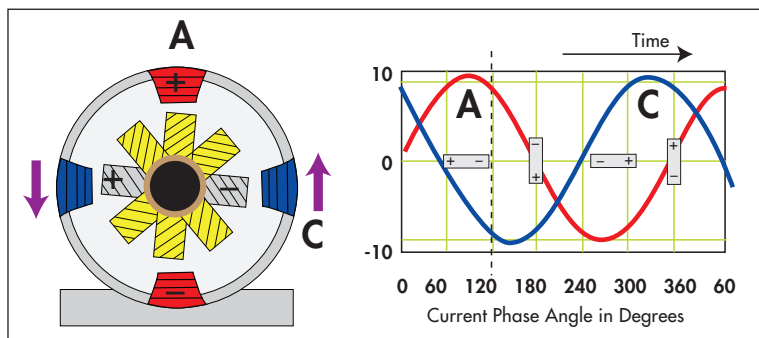 A
+
+ −
−
C
Time
10
0
-10
A
C
+ −
−
+
− +
+
−
0 60 120 180 240 300 360 60
Current Phase Angle in Degrees